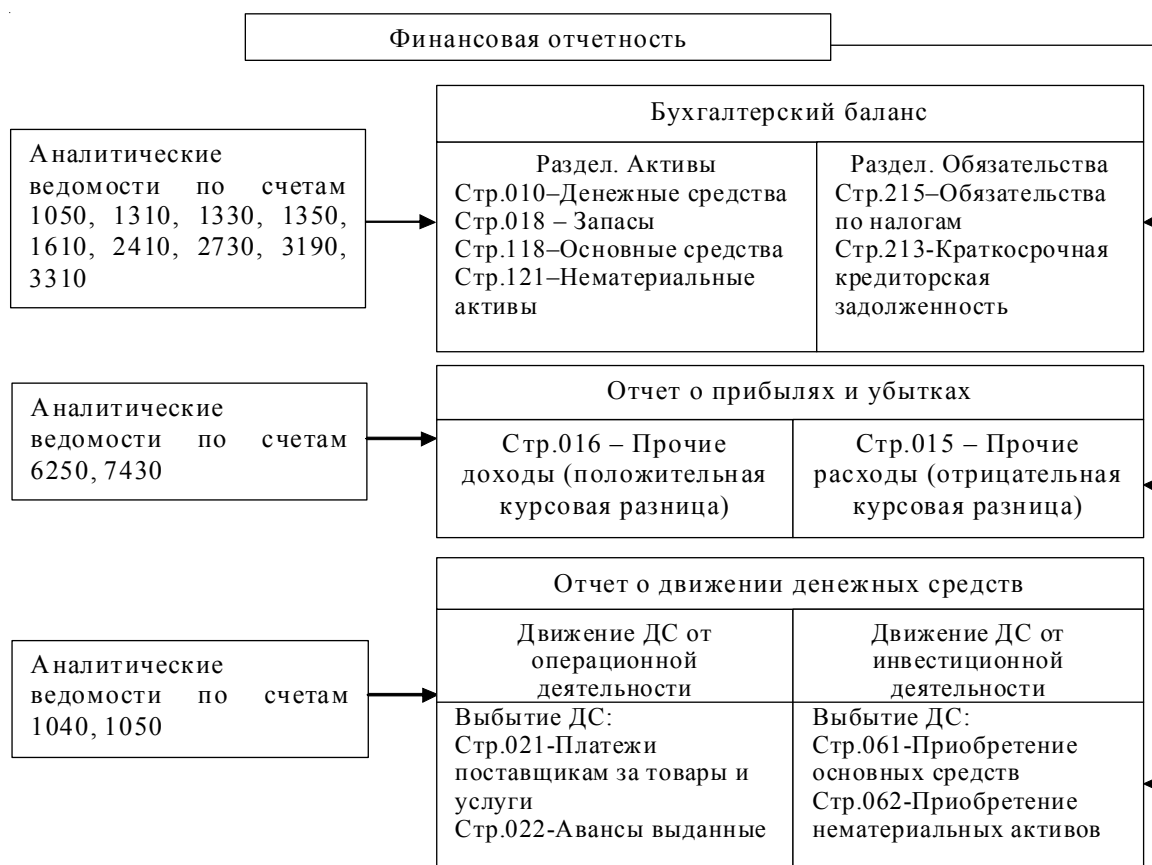 Финансовая отчетность
Аналитические
ведомости по счетам
1050, 1310, 1330, 1350,
1610, 2410, 2730, 3190,
3310
Бухгалтерский баланс
Раздел. Активы
Стр.010–Денежные средства
Стр.018 – Запасы
Стр.118–Основные средства
Стр.121–Нематериальные
активы
Раздел. Обязательства
Стр.215–Обязательства
по налогам
Стр.213-Краткосрочная
кредиторская
задолженность
Аналитические
ведомости по счетам
6250, 7430
Отчет о прибылях и убытках
Стр.016 – Прочие
доходы (положительная
курсовая разница)
Стр.015 – Прочие
расходы (отрицательная
курсовая разница)
Аналитические
ведомости по счетам
1040, 1050
Отчет о движении денежных средств
Движение ДС от
операционной
деятельности
Движение ДС от
инвестиционной
деятельности
Выбытие ДС:
Стр.021-Платежи
поставщикам за товары и
услуги
Стр.022-Авансы выданные
Выбытие ДС:
Стр.061-Приобретение
основных средств
Стр.062-Приобретение
нематериальных активов